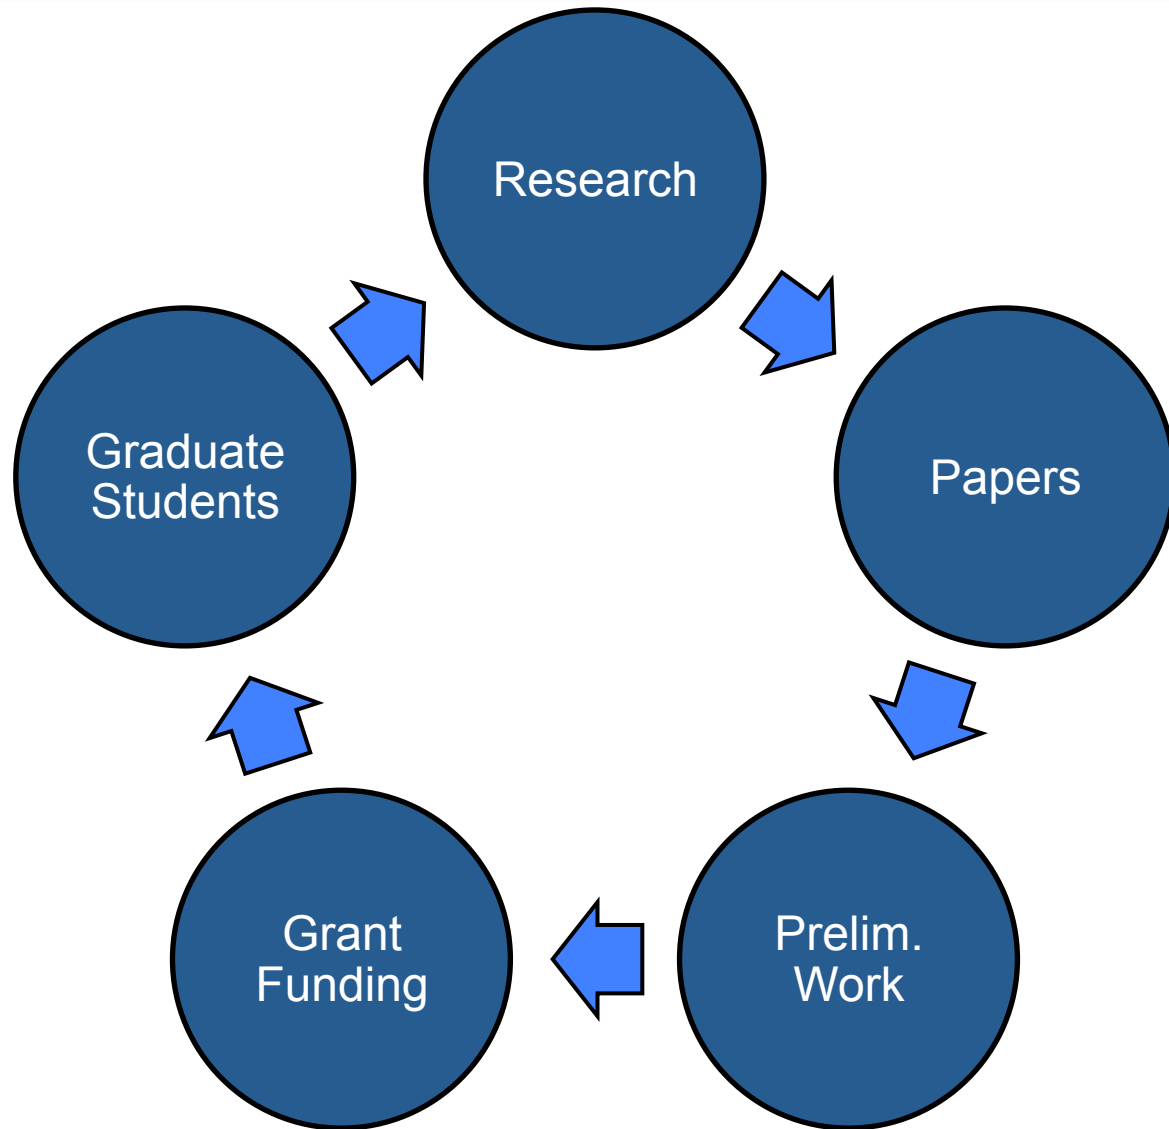 Research
Papers
Prelim.
Work
Grant
Funding
Graduate
Students